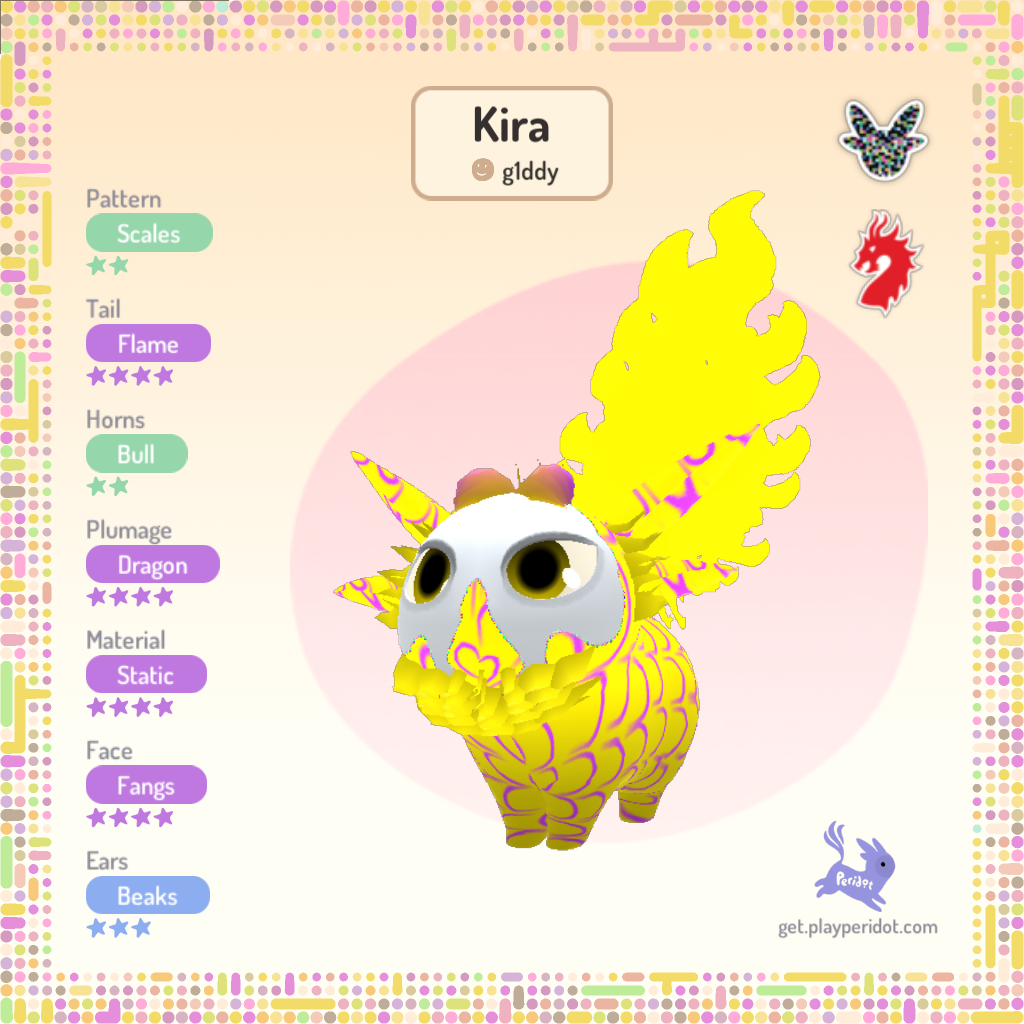 Kira
g1ddy
Pattern
Scales
Tail
Flame
Horns
Bull
Plumage
Dragon
Material
Static
Face
Fangs
Ears
Beaks
Peridot
get.playperidot.com